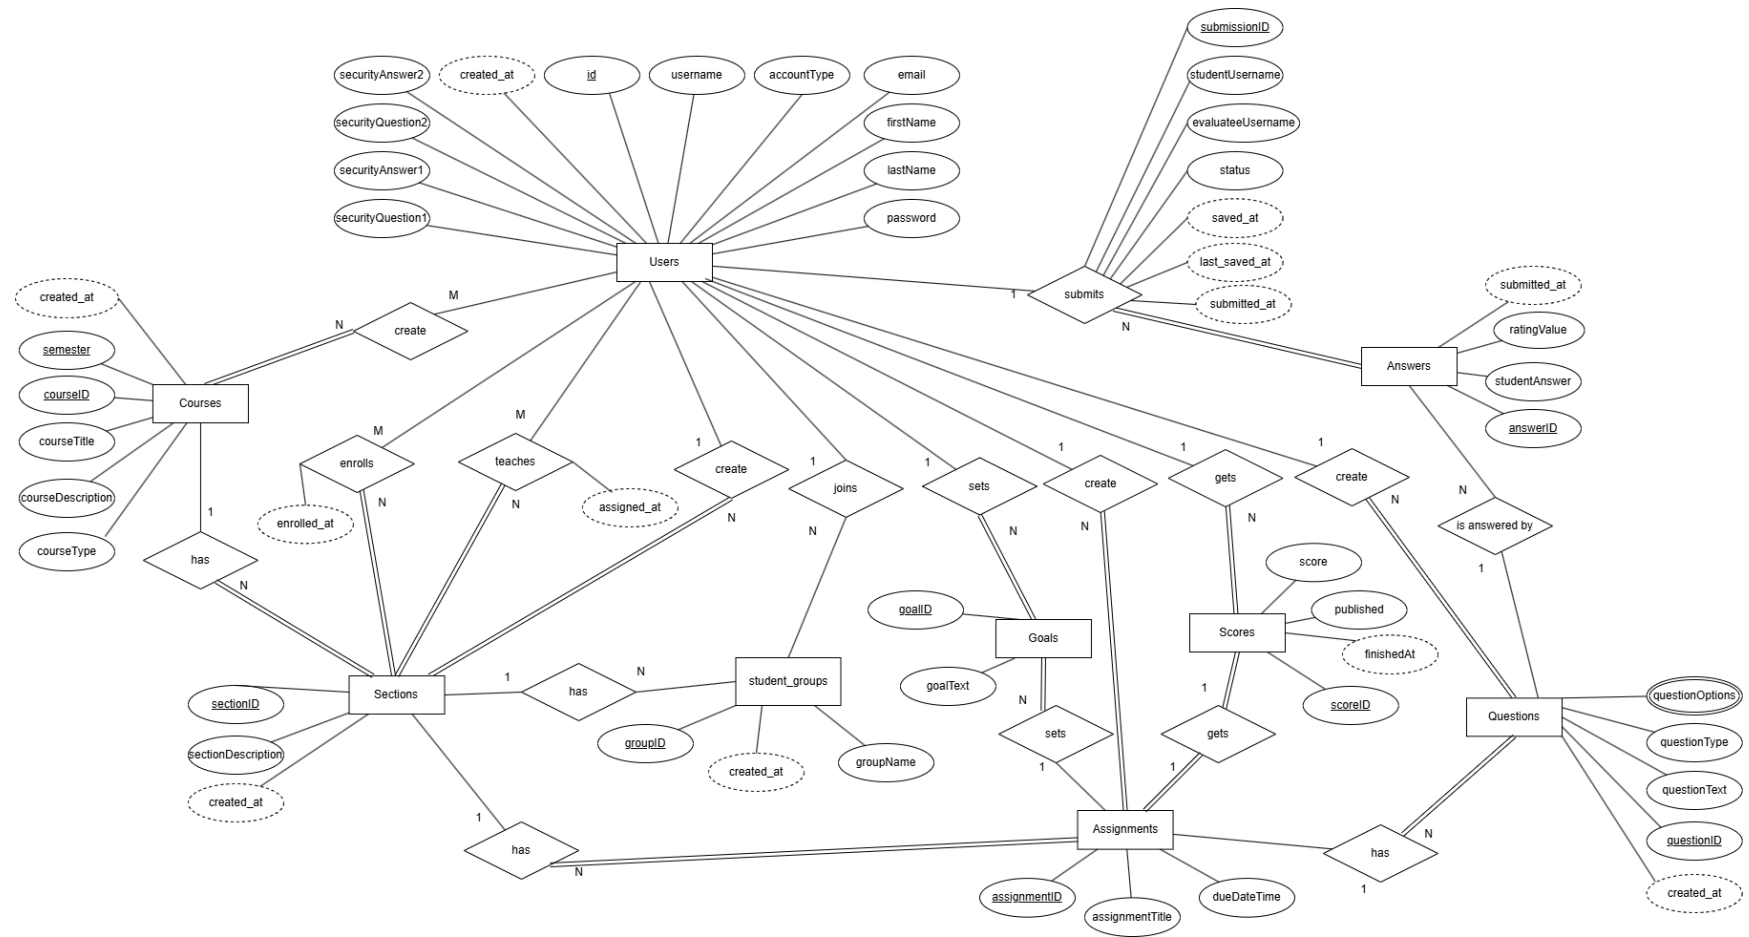 submissionID
securityAnswer2
created_at
id
username
accountType
email
studentUsername
securityQuestion2
firstName
evaluateeUsername
securityAnswer1
lastName
status
securityQuestion1
password
saved_at
Users
last_saved_at
submitted_at
submits
1
N
submitted_at
ratingValue
Answers
studentAnswer
answerID
created_at
M
N
create
semester
courseID
Courses
courseTitle
courseDescription
courseType
M
enrolls
N
enrolled_at
M
teaches
N
assigned_at
1
create
N
1
joins
N
1
sets
N
1
create
N
1
gets
N
1
create
N
N
is answered by
1
1
has
N
score
published
Scores
finishedAt
scoreID
goalID
Goals
goalText
sectionID
Sections
sectionDescription
created_at
1
has
N
student_groups
groupID
created_at
groupName
N
sets
1
1
gets
1
questionOptions
Questions
questionType
questionText
questionID
created_at
1
has
N
Assignments
assignmentID
assignmentTitle
dueDateTime
N
has
1